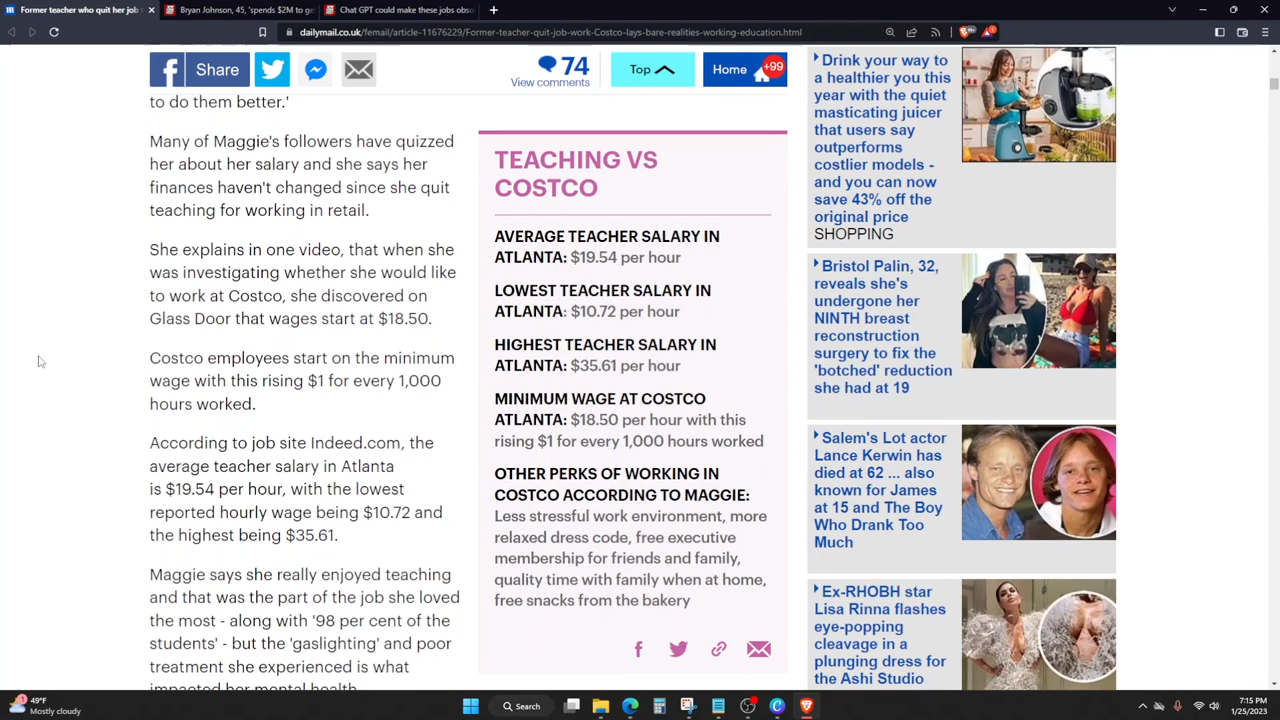 Former teacher who quit her job
Bryan Johnson, 45, 'spends $2M to get
Chat GPT could make these jobs obso
dailymail.co.uk/femail/article-11676229/Former-teacher-quit-job-work-Costco-lays-bare-realities-working-education.html
Share
74
View comments
Top
Home
+99
to do them better.'
Many of Maggie's followers have quizzed
her about her salary and she says her
finances haven't changed since she quit
teaching for working in retail.
She explains in one video, that when she
was investigating whether she would like
to work at Costco, she discovered on
Glass Door that wages start at $18.50.
Costco employees start on the minimum
wage with this rising $1 for every 1,000
hours worked.
According to job site Indeed.com, the
average teacher salary in Atlanta
is $19.54 per hour, with the lowest
reported hourly wage being $10.72 and
the highest being $35.61.
Maggie says she really enjoyed teaching
and that was the part of the job she loved
the most - along with '98 per cent of the
students' - but the 'gaslighting' and poor
treatment she experienced is what
impacted her mental health.
TEACHING VS
COSTCO
AVERAGE TEACHER SALARY IN
ATLANTA: $19.54 per hour
LOWEST TEACHER SALARY IN
ATLANTA: $10.72 per hour
HIGHEST TEACHER SALARY IN
ATLANTA: $35.61 per hour
MINIMUM WAGE AT COSTCO
ATLANTA: $18.50 per hour with this
rising $1 for every 1,000 hours worked
OTHER PERKS OF WORKING IN
COSTCO ACCORDING TO MAGGIE:
Less stressful work environment, more
relaxed dress code, free executive
membership for friends and family,
quality time with family when at home,
free snacks from the bakery
Drink your way to
a healthier you this
year with the quiet
masticating juicer
that users say
outperforms
costlier models -
and you can now
save 43% off the
original price
SHOPPING
Bristol Palin, 32,
reveals she's
undergone her
NINTH breast
reconstruction
surgery to fix the
'botched' reduction
she had at 19
Salem's Lot actor
Lance Kerwin has
died at 62 ... also
known for James
at 15 and The Boy
Who Drank Too
Much
Ex-RHOBH star
Lisa Rinna flashes
eye-popping
cleavage in a
plunging dress for
the Ashi Studio
49°F
Mostly cloudy
Search
7:15 PM
1/25/2023